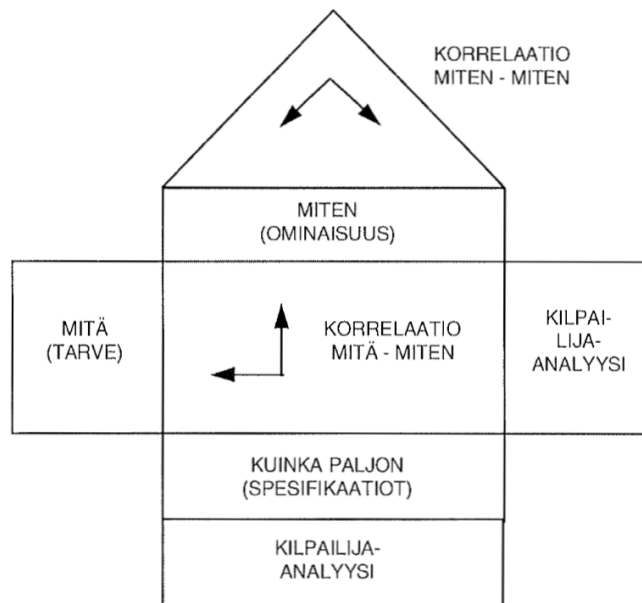 KORRELAATIO
MITEN - MITEN
MITEN
(OMINAISUUS)
MITÄ
(TARVE)
KORRELAATIO
MITÄ - MITEN
KILPAI-
LIJA-
ANALYYSI
KUINKA PALJON
(SPESIFIKAATIOT)
KILPAILIJA-
ANALYYSI